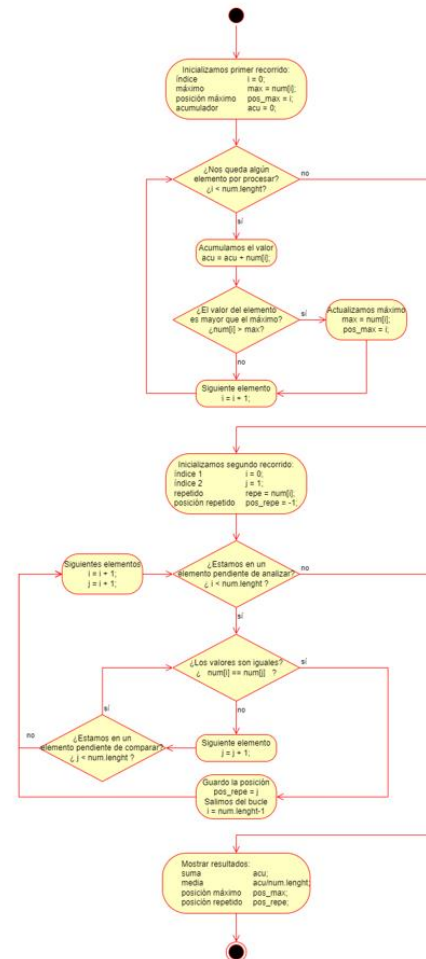 Inicializamos primer recorrido:
índice i = 0;
máximo max = num[i];
posición máximo pos_max = i;
acumulador acu = 0;
¿Nos queda algún
elemento por procesar?
¿i < num.lenght?
no
sí
Acumulamos el valor
acu = acu + num[i];
¿El valor del elemento
es mayor que el máximo?
¿num[i] > max?
sí
Actualizamos máximo
max = num[i];
pos_max = i;
no
Siguiente elemento
i = i + 1;
Inicializamos segundo recorrido:
índice 1 i = 0;
índice 2 j = 1;
repetido repe = num[i];
posición repetido pos_repe = -1;
Siguientes elementos
i = i + 1;
j = i + 1;
¿Estamos en un
elemento pendiente de analizar?
¿ i < num.lenght ?
no
sí
¿Los valores son iguales?
¿ num[i] == num[j] ?
sí
sí
no
no
¿Estamos en un
elemento pendiente de comparar?
¿ j < num.lenght ?
Siguiente elemento
j = j + 1;
Guardo la posición
pos_repe = j
Salimos del bucle
i = num.lenght-1
Mostrar resultados:
suma acu;
media acu/num.lenght;
posición máximo pos_max;
posición repetido pos_repe;